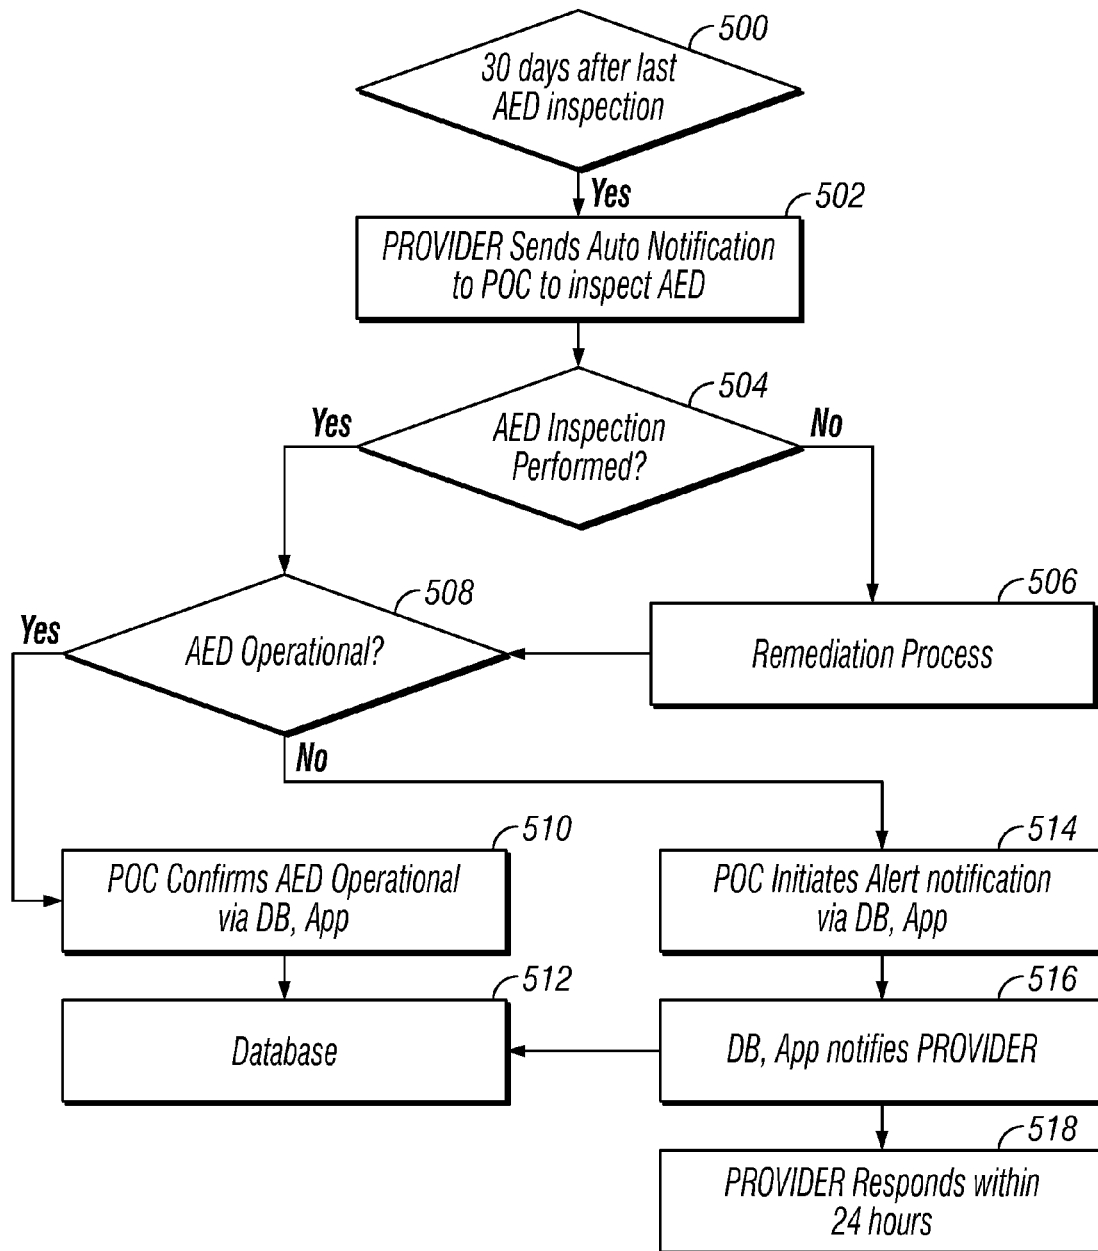 500
30 days after last
AED inspection
Yes
502
PROVIDER Sends Auto Notification
to POC to inspect AED
504
Yes
AED Inspection
Performed?
No
508
506
Yes
AED Operational?
Remediation Process
No
510
514
POC Confirms AED Operational
via DB, App
POC Initiates Alert notification
via DB, App
512
516
Database
DB, App notifies PROVIDER
518
PROVIDER Responds within
24 hours